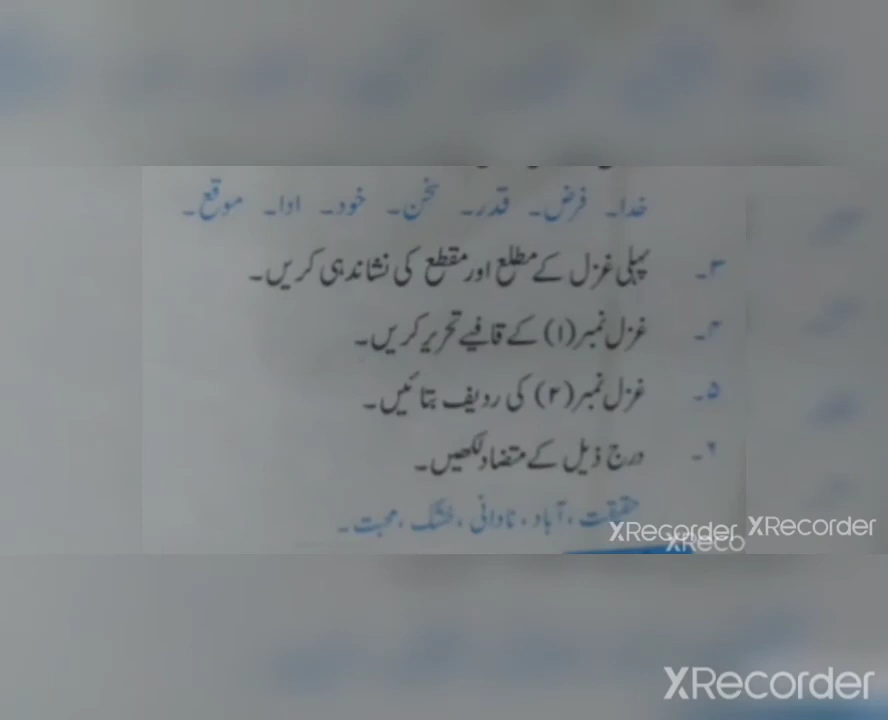 خدا۔ فرض۔ قدر۔ سخن۔ خود۔ ادا۔ موقع۔
۳۔ پہلی غزل کے مطلع اور مقطع کی نشاندہی کریں۔
۴۔ غزل نمبر (۱) کے قافیے تحریر کریں۔
۵۔ غزل نمبر (۲) کی ردیف بتائیں۔
۶۔ درج ذیل کے متضاد لکھیں۔
حقیقت ، آباد ، نادانی ، خشک ، محبت۔
XRecorder XRecorder
XReco
XRecorder